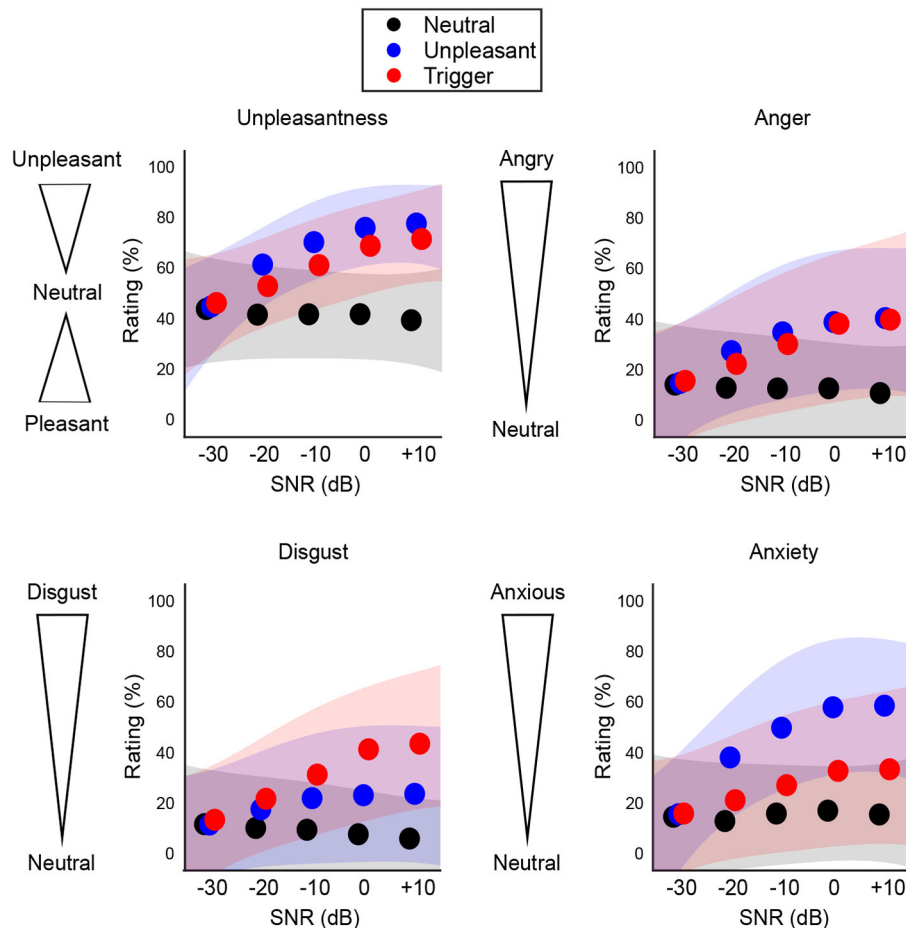 Neutral
Unpleasant
Trigger
Unpleasantness
Unpleasant
Neutral
Pleasant
Rating (%)
100
80
60
40
20
0
-30 -20 -10 0 +10
SNR (dB)
Anger
Angry
Neutral
Rating (%)
100
80
60
40
20
0
-30 -20 -10 0 +10
SNR (dB)
Disgust
Disgust
Neutral
Rating (%)
100
80
60
40
20
0
-30 -20 -10 0 +10
SNR (dB)
Anxiety
Anxious
Neutral
Rating (%)
100
80
60
40
20
0
-30 -20 -10 0 +10
SNR (dB)